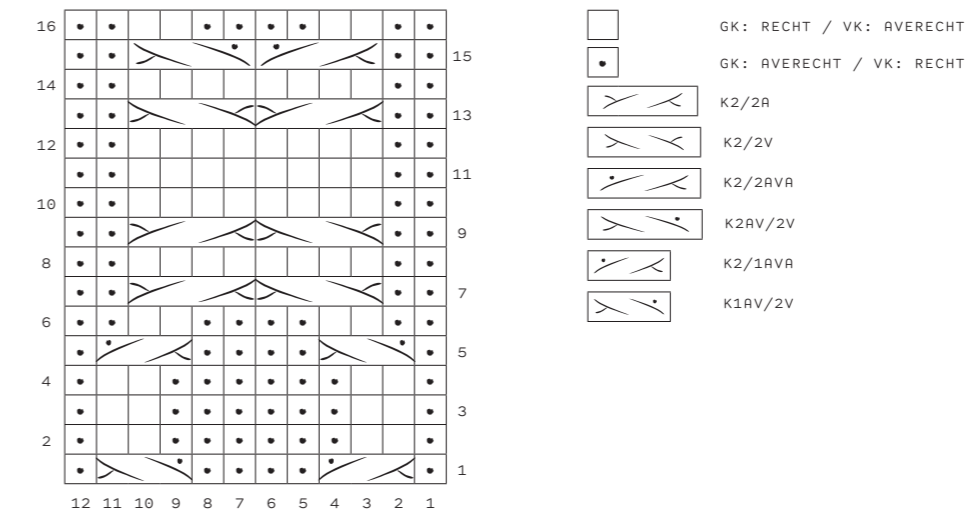 16
15
14
13
12
11
10
9
8
7
6
5
4
3
2
1
12 11 10 9 8 7 6 5 4 3 2 1
GK: RECHT / VK: AVERECHT
GK: AVERECHT / VK: RECHT
K2/2A
K2/2V
K2/2AVA
K2AV/2V
K2/1AVA
K1AV/2V